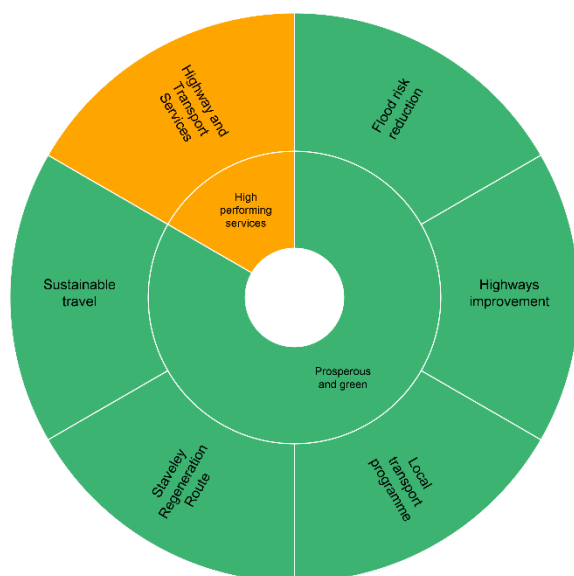 Highway and
Transport
Services
Flood risk
reduction
High
performing
services
Sustainable
travel
Highways
improvement
Prosperous
and green
Staveley
Regeneration
Route
Local
transport
programme